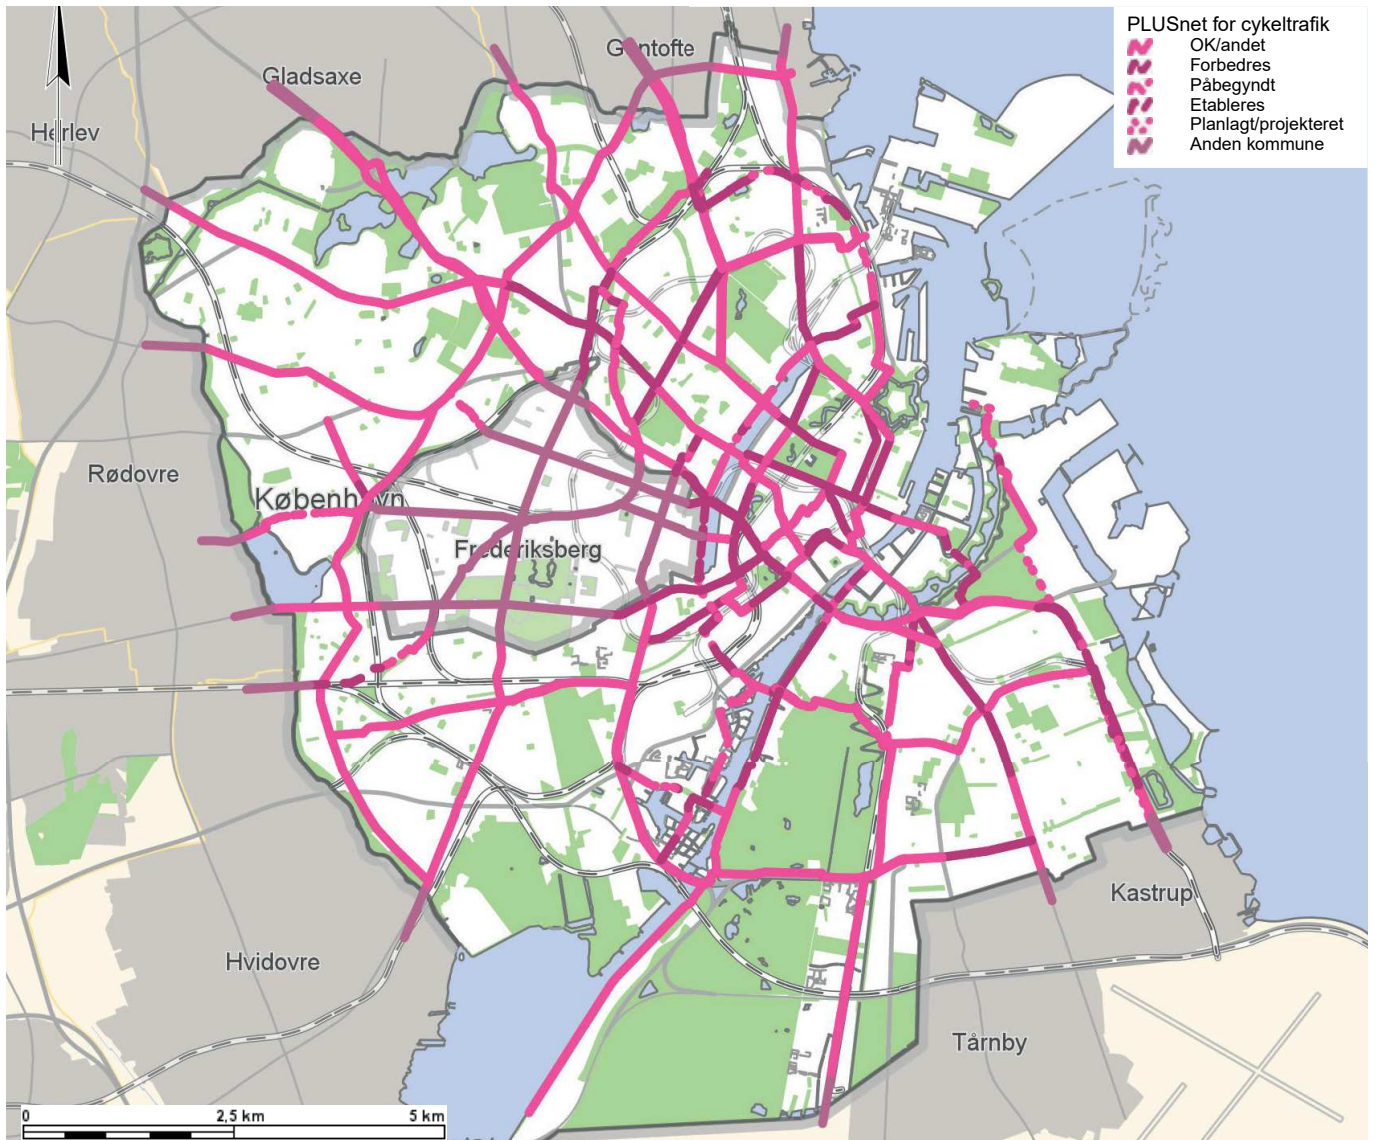 PLUSnet for cykeltrafik
OK/andet
Forbedres
Påbegyndt
Etableres
Planlagt/projekteret
Anden kommune
Gentofte
Gladsaxe
Herlev
Rødovre
København
Frederiksberg
Kastrup
Hvidovre
Tårnby
0 2,5 km 5 km